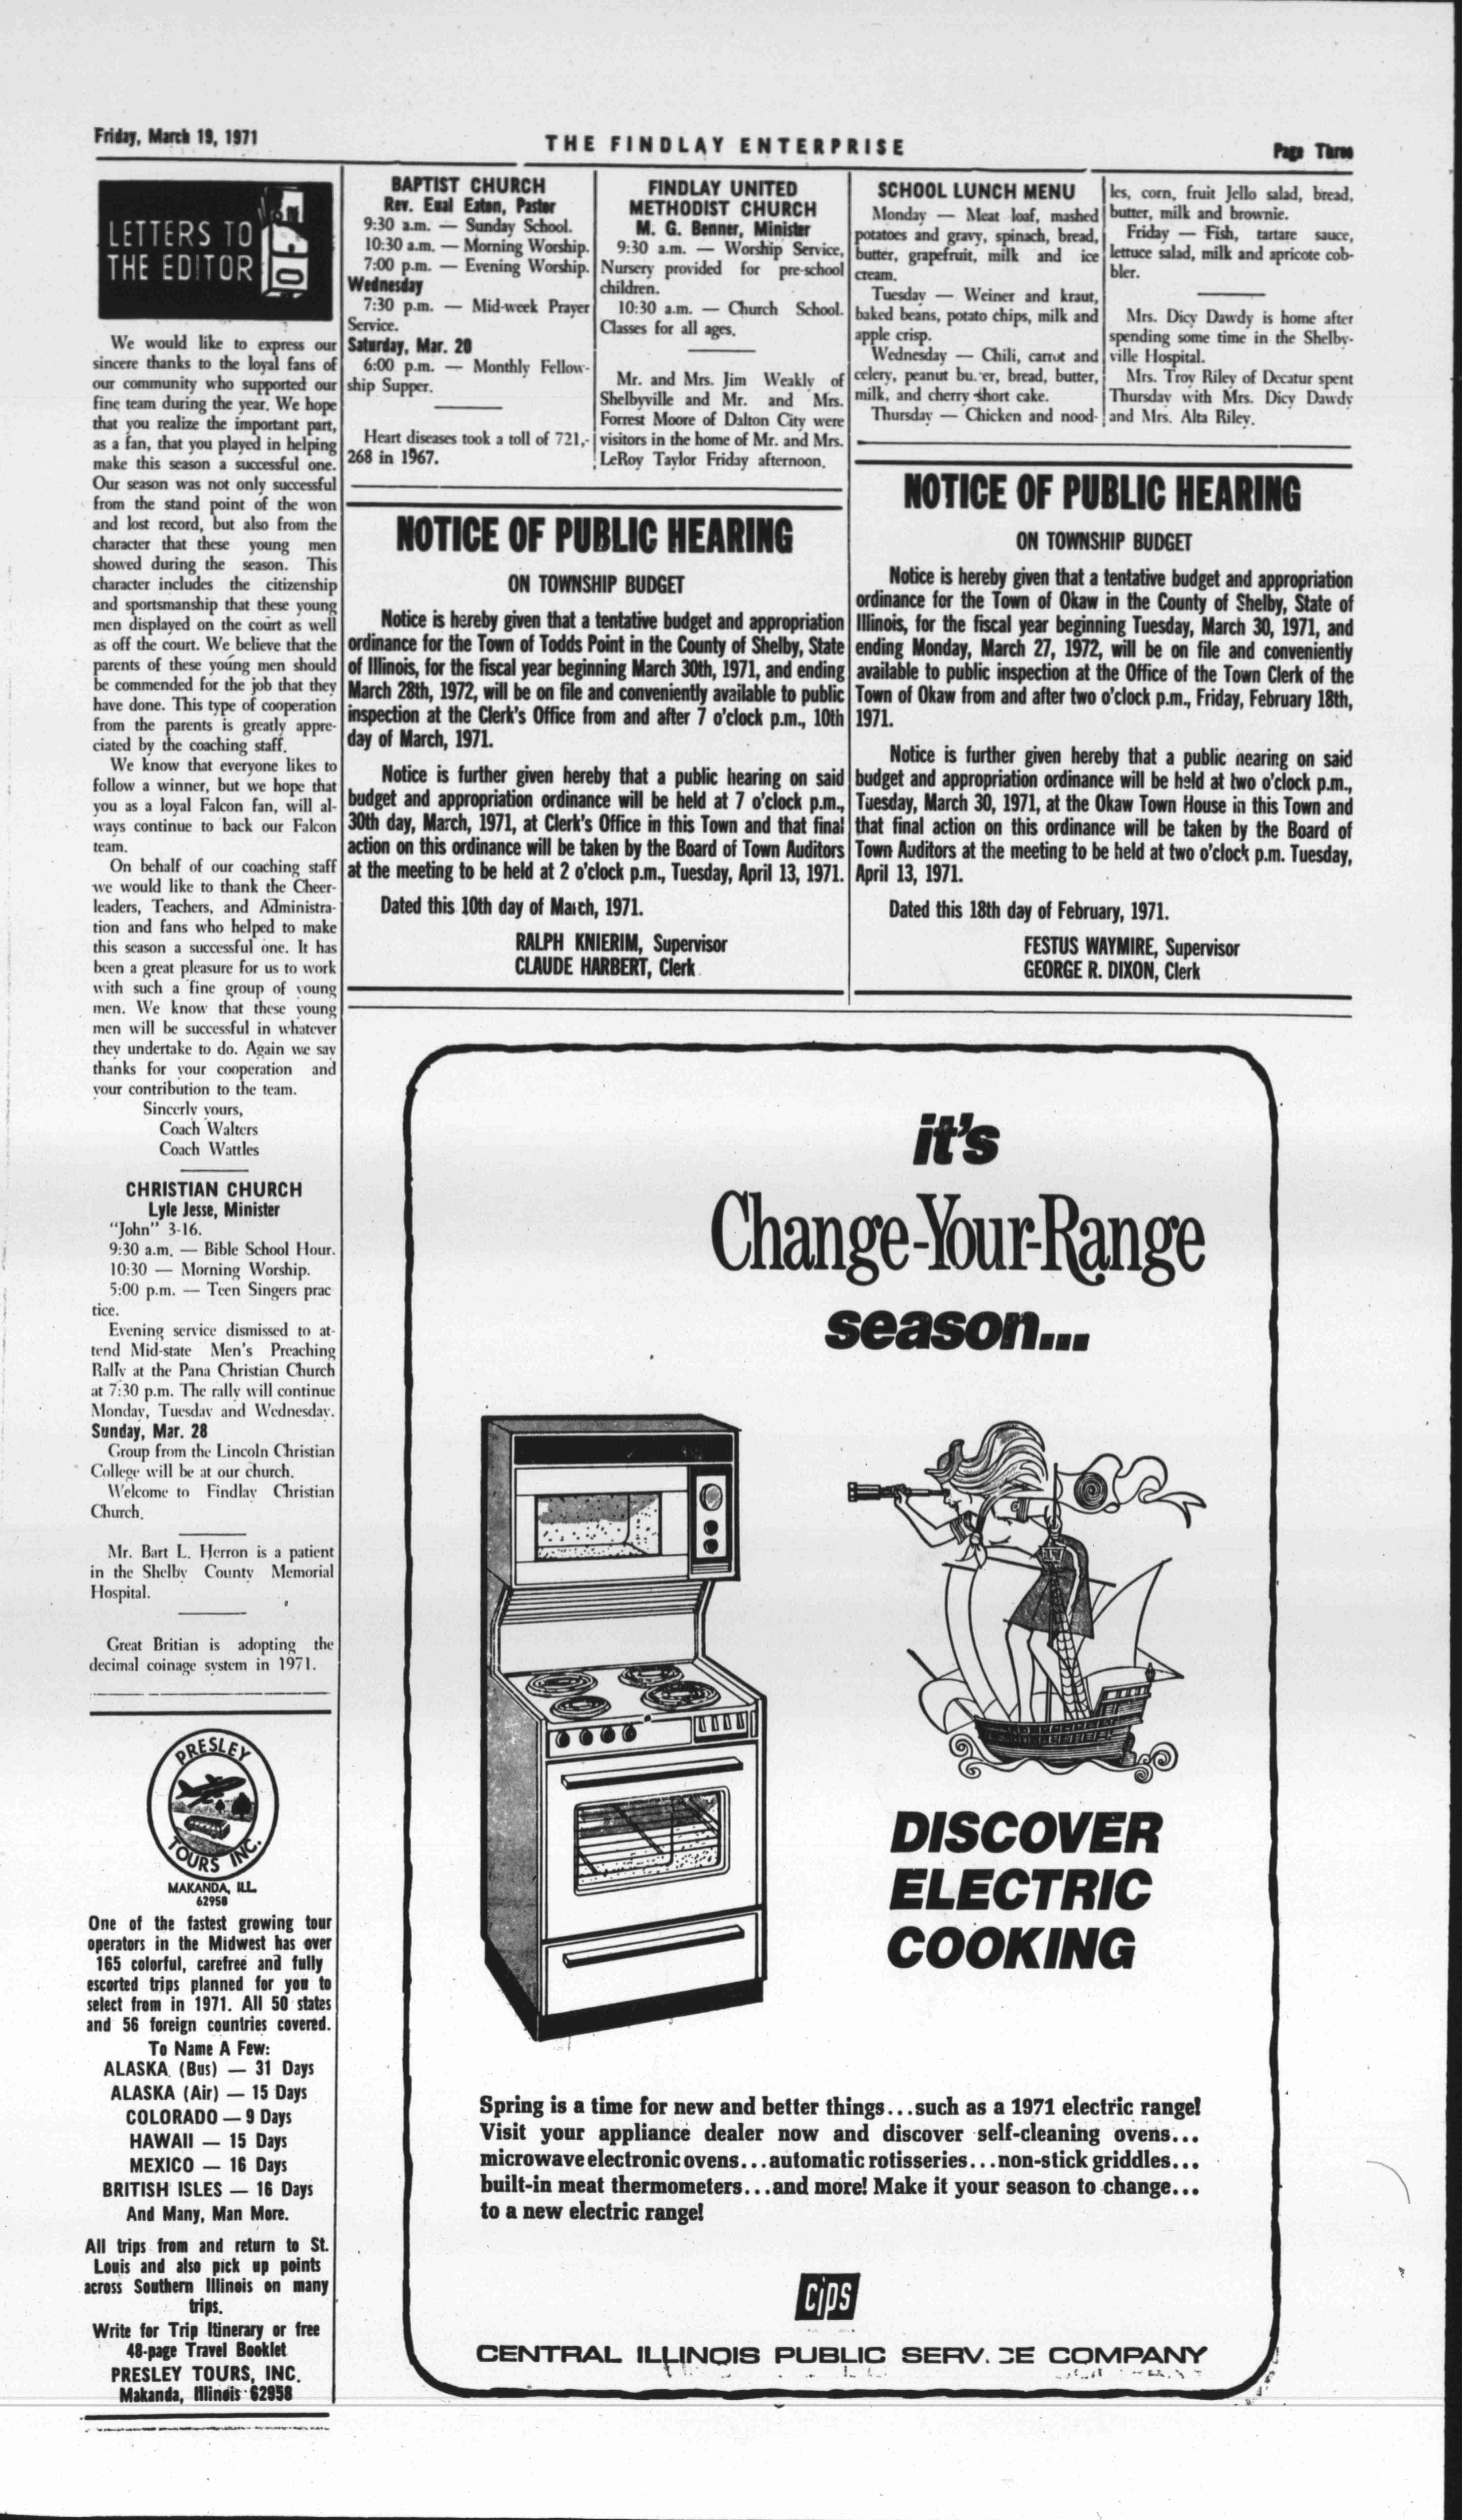 Friday, March 19, 1971
THE FINDLAY ENTERPRISE
Page Three
LETTERS TO
THE EDITOR
We would like to express our
sincere thanks to the loyal fans of
our community who supported our
fine team during the year. We hope
that you realize the important part,
as a fan, that you played in helping
make this season a successful one.
Our season was not only successful
from the stand point of the won
and lost record, but also from the
character that these young men
showed during the season. This
character includes the citizenship
and sportsmanship that these young
men displayed on the court as well
as off the court. We believe that the
parents of these young men should
be commended for the job that they
have done. This type of cooperation
from the parents is greatly appre-
ciated by the coaching staff.
We know that everyone likes to
follow a winner, but we hope that
you as a loyal Falcon fan, will al-
ways continue to back our Falcon
team.
On behalf of our coaching staff
we would like to thank the Cheer-
leaders, Teachers, and Administra-
tion and fans who helped to make
this season a successful one. It has
been a great pleasure for us to work
with such a fine group of young
men. We know that these young
men will be successful in whatever
they undertake to do. Again we say
thanks for your cooperation and
your contribution to the team.
Sincerly yours,
Coach Walters
Coach Wattles
CHRISTIAN CHURCH
Lyle Jesse, Minister
"John" 3-16.
9:30 a.m. — Bible School Hour.
10:30 — Morning Worship.
5:00 p.m. — Teen Singers prac
tice.
Evening service dismissed to at-
tend Mid-state Men's Preaching
Rally at the Pana Christian Church
at 7:30 p.m. The rally will continue
Monday, Tuesday and Wednesday.
Sunday, Mar. 28
Group from the Lincoln Christian
College will be at our church.
Welcome to Findlay Christian
Church.
Mr. Bart L. Herron is a patient
in the Shelby County Memorial
Hospital.
Great Britian is adopting the
decimal coinage system in 1971.
PRESLEY
TOURS INC.
MAKANDA, ILL.
62958
One of the fastest growing tour
operators in the Midwest has over
165 colorful, carefree and fully
escorted trips planned for you to
select from in 1971. All 50 states
and 56 foreign countries covered.
To Name A Few:
ALASKA (Bus) — 31 Days
ALASKA (Air) — 15 Days
COLORADO — 9 Days
HAWAII — 15 Days
MEXICO — 16 Days
BRITISH ISLES — 16 Days
And Many, Man More.
All trips from and return to St.
Louis and also pick up points
across Southern Illinois on many
trips.
Write for Trip Itinerary or free
48-page Travel Booklet
PRESLEY TOURS, INC.
Makanda, Illinois 62958
BAPTIST CHURCH
Rev. Eual Eaton, Pastor
9:30 a.m. — Sunday School.
10:30 a.m. — Morning Worship.
7:00 p.m. — Evening Worship.
Wednesday
7:30 p.m. — Mid-week Prayer
Service.
Saturday, Mar. 20
6:00 p.m. — Monthly Fellow-
ship Supper.
Heart diseases took a toll of 721,-
268 in 1967.
FINDLAY UNITED
METHODIST CHURCH
M. G. Benner, Minister
9:30 a.m. — Worship Service,
Nursery provided for pre-school
children.
10:30 a.m. — Church School.
Classes for all ages.
Mr. and Mrs. Jim Weakly of
Shelbyville and Mr. and Mrs.
Forrest Moore of Dalton City were
visitors in the home of Mr. and Mrs.
LeRoy Taylor Friday afternoon.
SCHOOL LUNCH MENU
Monday — Meat loaf, mashed
potatoes and gravy, spinach, bread,
butter, grapefruit, milk and ice
cream.
Tuesday — Weiner and kraut,
baked beans, potato chips, milk and
apple crisp.
Wednesday — Chili, carrot and
celery, peanut bu.er, bread, butter,
milk, and cherry short cake.
Thursday — Chicken and nood-
les, corn, fruit Jello salad, bread,
butter, milk and brownie.
Friday — Fish, tartare sauce,
lettuce salad, milk and apricote cob-
bler.
Mrs. Dicy Dawdy is home after
spending some time in the Shelby-
ville Hospital.
Mrs. Troy Riley of Decatur spent
Thursday with Mrs. Dicy Dawdy
and Mrs. Alta Riley.
NOTICE OF PUBLIC HEARING
ON TOWNSHIP BUDGET
Notice is hereby given that a tentative budget and appropriation
ordinance for the Town of Todds Point in the County of Shelby, State
of Illinois, for the fiscal year beginning March 30th, 1971, and ending
March 28th, 1972, will be on file and conveniently available to public
inspection at the Clerk's Office from and after 7 o'clock p.m., 10th
day of March, 1971.
Notice is further given hereby that a public hearing on said
budget and appropriation ordinance will be held at 7 o'clock p.m.,
30th day, March, 1971, at Clerk's Office in this Town and that final
action on this ordinance will be taken by the Board of Town Auditors
at the meeting to be held at 2 o'clock p.m., Tuesday, April 13, 1971.
Dated this 10th day of March, 1971.
RALPH KNIERIM, Supervisor
CLAUDE HARBERT, Clerk
NOTICE OF PUBLIC HEARING
ON TOWNSHIP BUDGET
Notice is hereby given that a tentative budget and appropriation
ordinance for the Town of Okaw in the County of Shelby, State of
Illinois, for the fiscal year beginning Tuesday, March 30, 1971, and
ending Monday, March 27, 1972, will be on file and conveniently
available to public inspection at the Office of the Town Clerk of the
Town of Okaw from and after two o'clock p.m., Friday, February 18th,
1971.
Notice is further given hereby that a public hearing on said
budget and appropriation ordinance will be held at two o'clock p.m.,
Tuesday, March 30, 1971, at the Okaw Town House in this Town and
that final action on this ordinance will be taken by the Board of
Town Auditors at the meeting to be held at two o'clock p.m. Tuesday,
April 13, 1971.
Dated this 18th day of February, 1971.
FESTUS WAYMIRE, Supervisor
GEORGE R. DIXON, Clerk
it's
Change-Your-Range
season...
DISCOVER
ELECTRIC
COOKING
Spring is a time for new and better things...such as a 1971 electric range!
Visit your appliance dealer now and discover self-cleaning ovens...
microwave electronic ovens...automatic rotisseries...non-stick griddles...
built-in meat thermometers...and more! Make it your season to change...
to a new electric range!
cips
CENTRAL ILLINOIS PUBLIC SERV.CE COMPANY